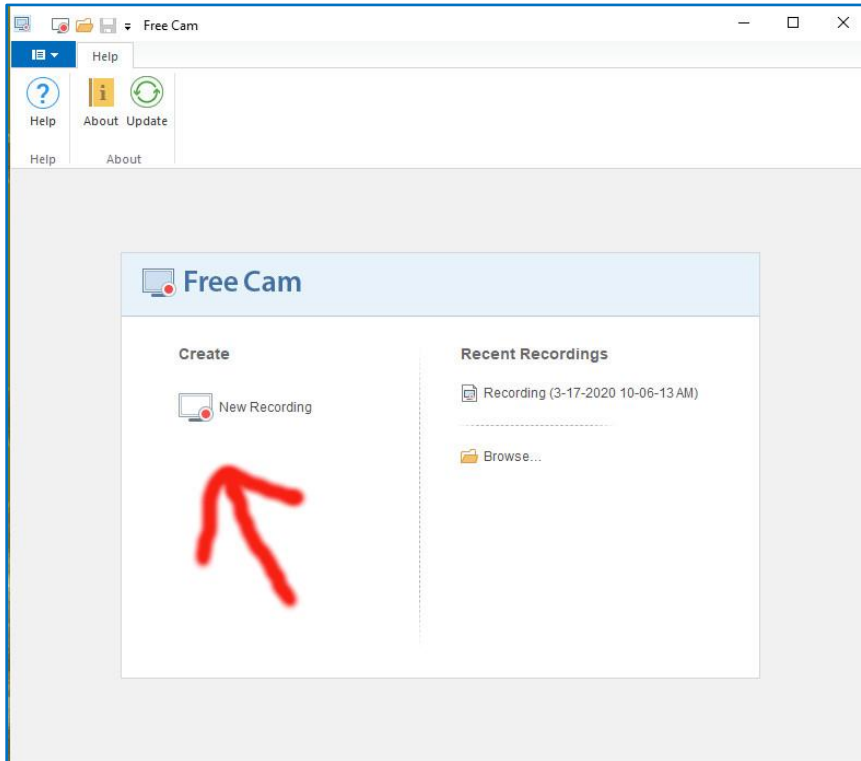 Free Cam
Help
Help
About Update
Help
About
Free Cam
Create
Recent Recordings
New Recording
Recording (3-17-2020 10-06-13 AM)
Browse...